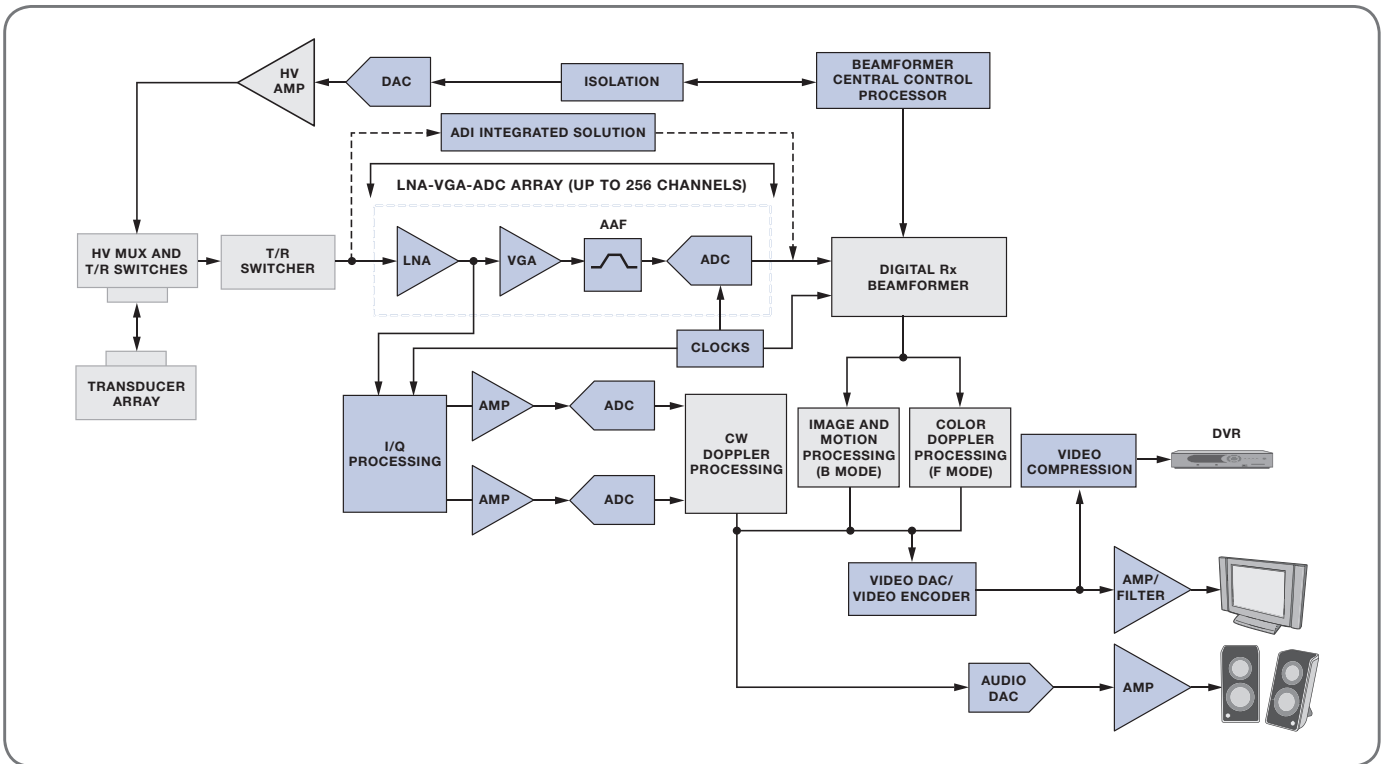 HV
AMP
DAC
ISOLATION
BEAMFORMER
CENTRAL CONTROL
PROCESSOR
ADI INTEGRATED SOLUTION
LNA-VGA-ADC ARRAY (UP TO 256 CHANNELS)
HV MUX AND
T/R SWITCHES
T/R
SWITCHER
LNA
VGA
AAF
ADC
DIGITAL Rx
BEAMFORMER
CLOCKS
TRANSDUCER
ARRAY
I/Q
PROCESSING
AMP
ADC
AMP
ADC
CW
DOPPLER
PROCESSING
IMAGE AND
MOTION
PROCESSING
(B MODE)
COLOR
DOPPLER
PROCESSING
(F MODE)
VIDEO
COMPRESSION
DVR
VIDEO DAC/
VIDEO ENCODER
AMP/
FILTER
AUDIO
DAC
AMP